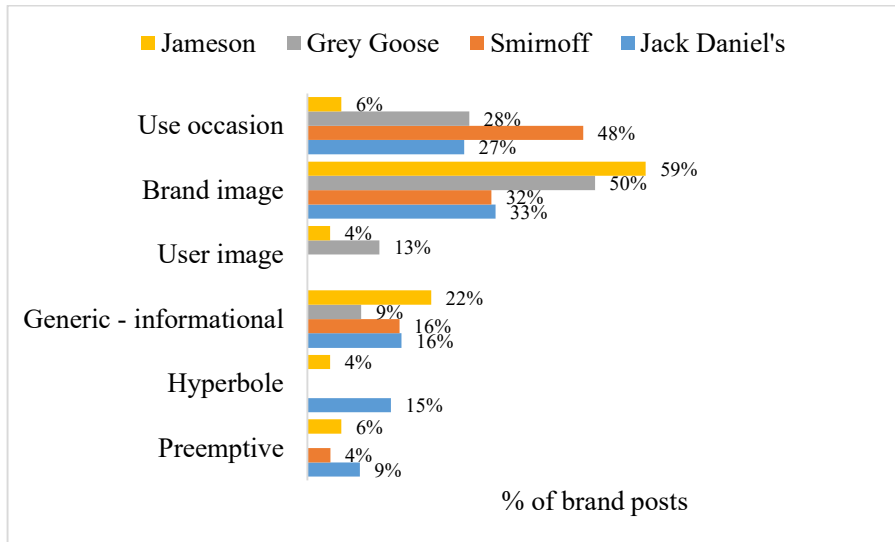 Jameson Grey Goose Smirnoff Jack Daniel's
6%
Use occasion 28%
48%
27%
59%
Brand image 50%
32%
33%
4%
User image 13%
22%
Generic - informational 9%
16%
16%
4%
Hyperbole
15%
6%
Preemptive 4%
9%
% of brand posts